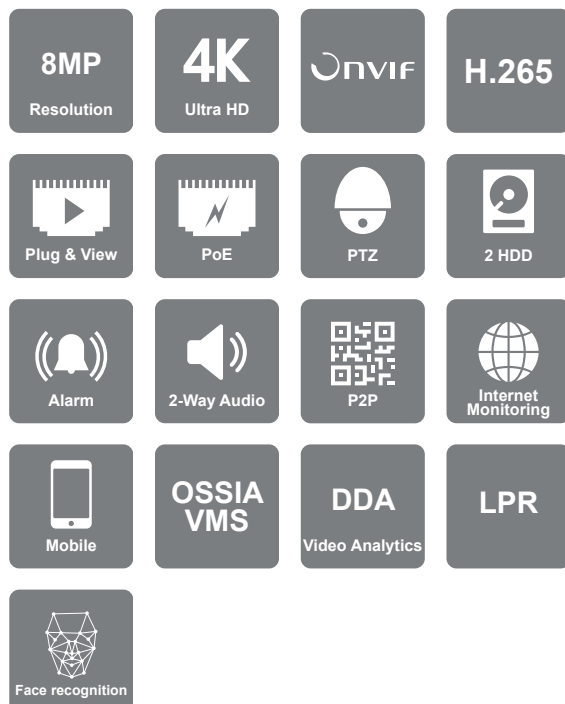 8MP
Resolution
4K
Ultra HD
ONVIF
H.265
Plug & View
PoE
PTZ
2 HDD
Alarm
2-Way Audio
P2P
Internet
Monitoring
Mobile
OSSIA
VMS
DDA
Video Analytics
LPR
Face recognition